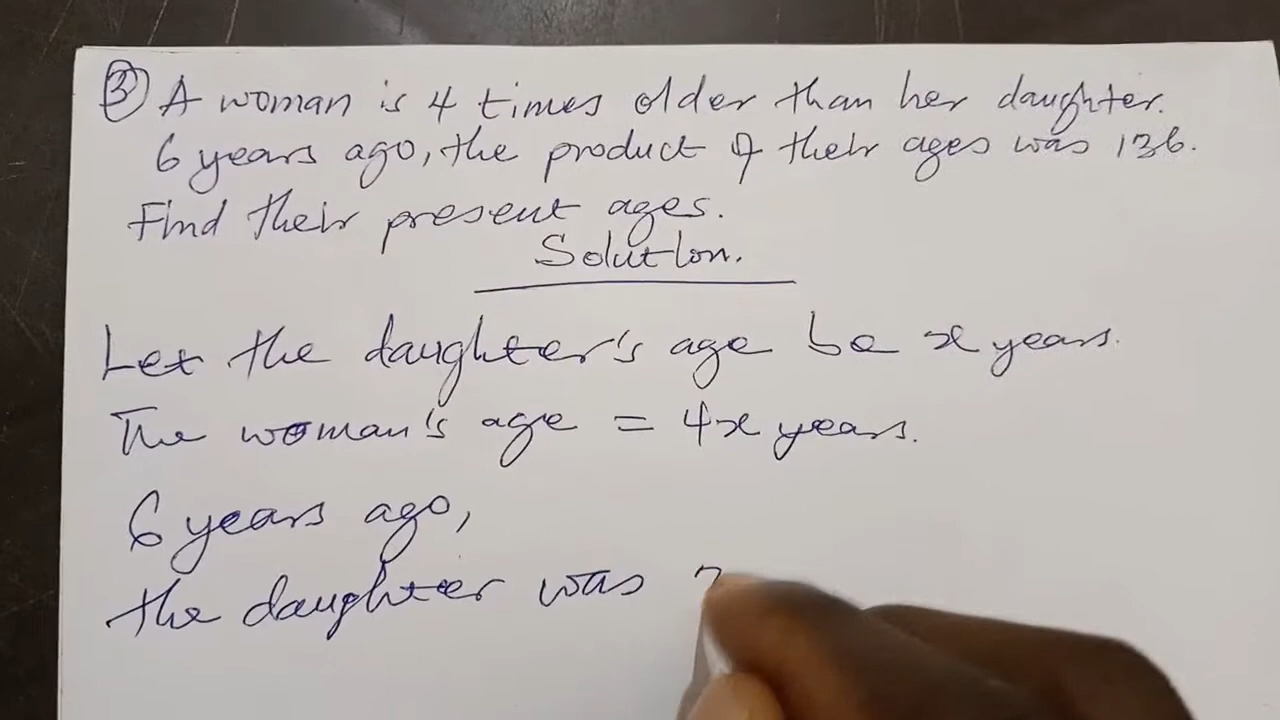 ③ A woman is 4 times older than her daughter.
6 years ago, the product of their ages was 136.
Find their present ages.
Solution.
Let the daughter's age be x years.
The woman's age = 4x years.
6 years ago,
the daughter was